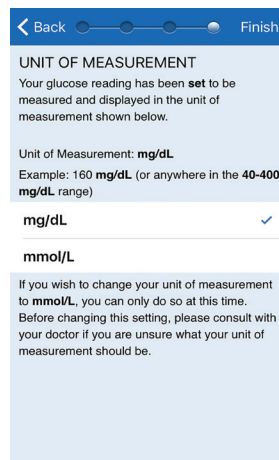 Back Finish
UNIT OF MEASUREMENT
Your glucose reading has been set to be
measured and displayed in the unit of
measurement shown below.
Unit of Measurement: mg/dL
Example: 160 mg/dL (or anywhere in the 40-400
mg/dL range)
mg/dL
mmol/L
If you wish to change your unit of measurement
to mmol/L, you can only do so at this time.
Before changing this setting, please consult with
your doctor if you are unsure what your unit of
measurement should be.